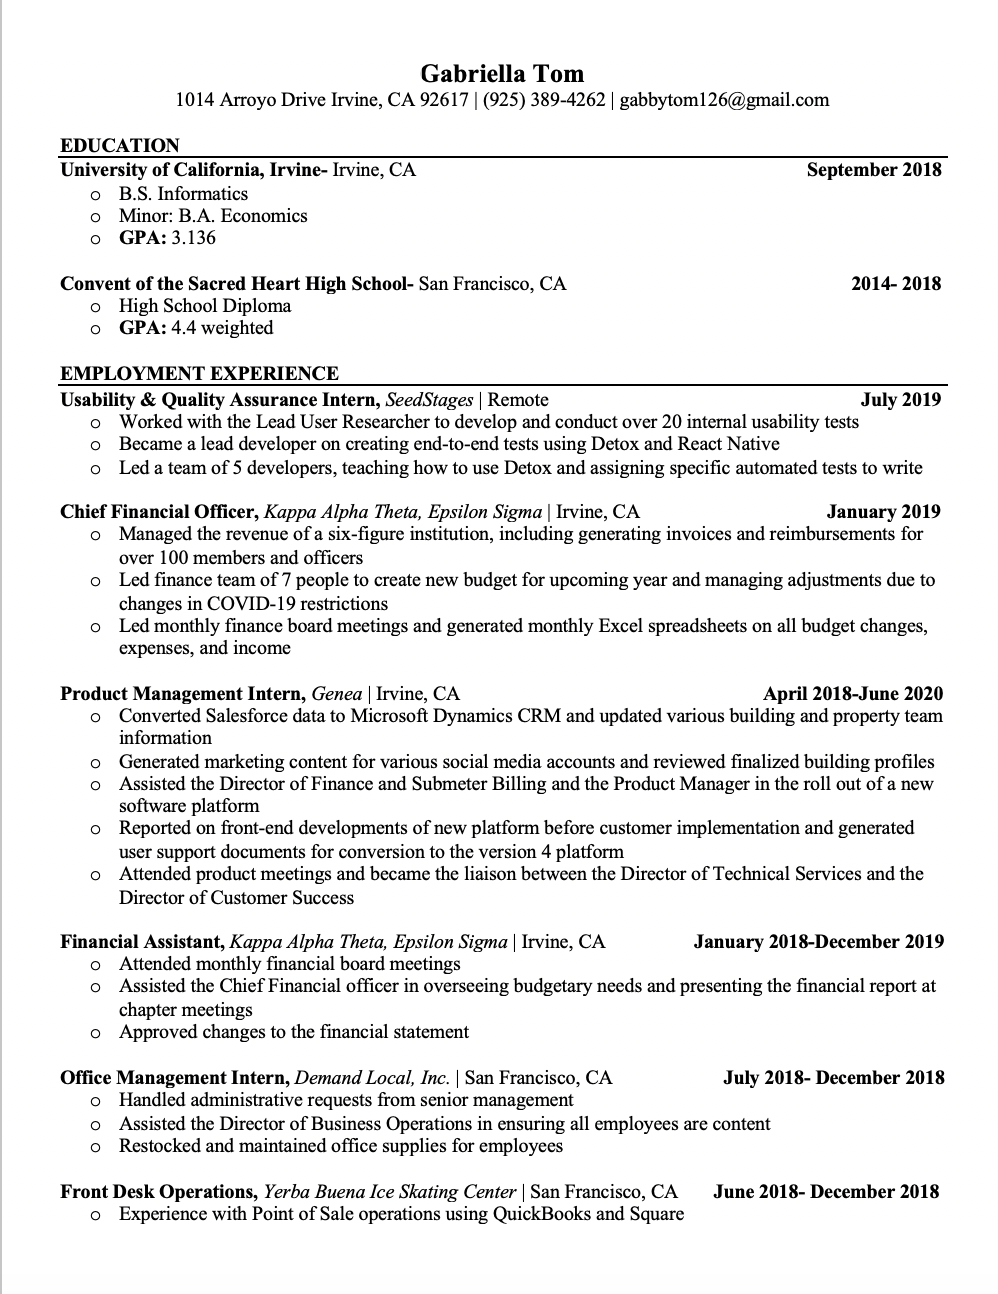 Gabriella Tom
1014 Arroyo Drive Irvine, CA 92617 | (925) 389-4262 | gabbytom126@gmail.com
EDUCATION
University of California, Irvine- Irvine, CA September 2018
o B.S. Informatics
o Minor: B.A. Economics
o GPA: 3.136
Convent of the Sacred Heart High School- San Francisco, CA 2014- 2018
o High School Diploma
o GPA: 4.4 weighted
EMPLOYMENT EXPERIENCE
Usability & Quality Assurance Intern, SeedStages | Remote July 2019
o Worked with the Lead User Researcher to develop and conduct over 20 internal usability tests
o Became a lead developer on creating end-to-end tests using Detox and React Native
o Led a team of 5 developers, teaching how to use Detox and assigning specific automated tests to write
Chief Financial Officer, Kappa Alpha Theta, Epsilon Sigma | Irvine, CA January 2019
o Managed the revenue of a six-figure institution, including generating invoices and reimbursements for
over 100 members and officers
o Led finance team of 7 people to create new budget for upcoming year and managing adjustments due to
changes in COVID-19 restrictions
o Led monthly finance board meetings and generated monthly Excel spreadsheets on all budget changes,
expenses, and income
Product Management Intern, Genea | Irvine, CA April 2018-June 2020
o Converted Salesforce data to Microsoft Dynamics CRM and updated various building and property team
information
o Generated marketing content for various social media accounts and reviewed finalized building profiles
o Assisted the Director of Finance and Submeter Billing and the Product Manager in the roll out of a new
software platform
o Reported on front-end developments of new platform before customer implementation and generated
user support documents for conversion to the version 4 platform
o Attended product meetings and became the liaison between the Director of Technical Services and the
Director of Customer Success
Financial Assistant, Kappa Alpha Theta, Epsilon Sigma | Irvine, CA January 2018-December 2019
o Attended monthly financial board meetings
o Assisted the Chief Financial officer in overseeing budgetary needs and presenting the financial report at
chapter meetings
o Approved changes to the financial statement
Office Management Intern, Demand Local, Inc. | San Francisco, CA July 2018- December 2018
o Handled administrative requests from senior management
o Assisted the Director of Business Operations in ensuring all employees are content
o Restocked and maintained office supplies for employees
Front Desk Operations, Yerba Buena Ice Skating Center | San Francisco, CA June 2018- December 2018
o Experience with Point of Sale operations using QuickBooks and Square